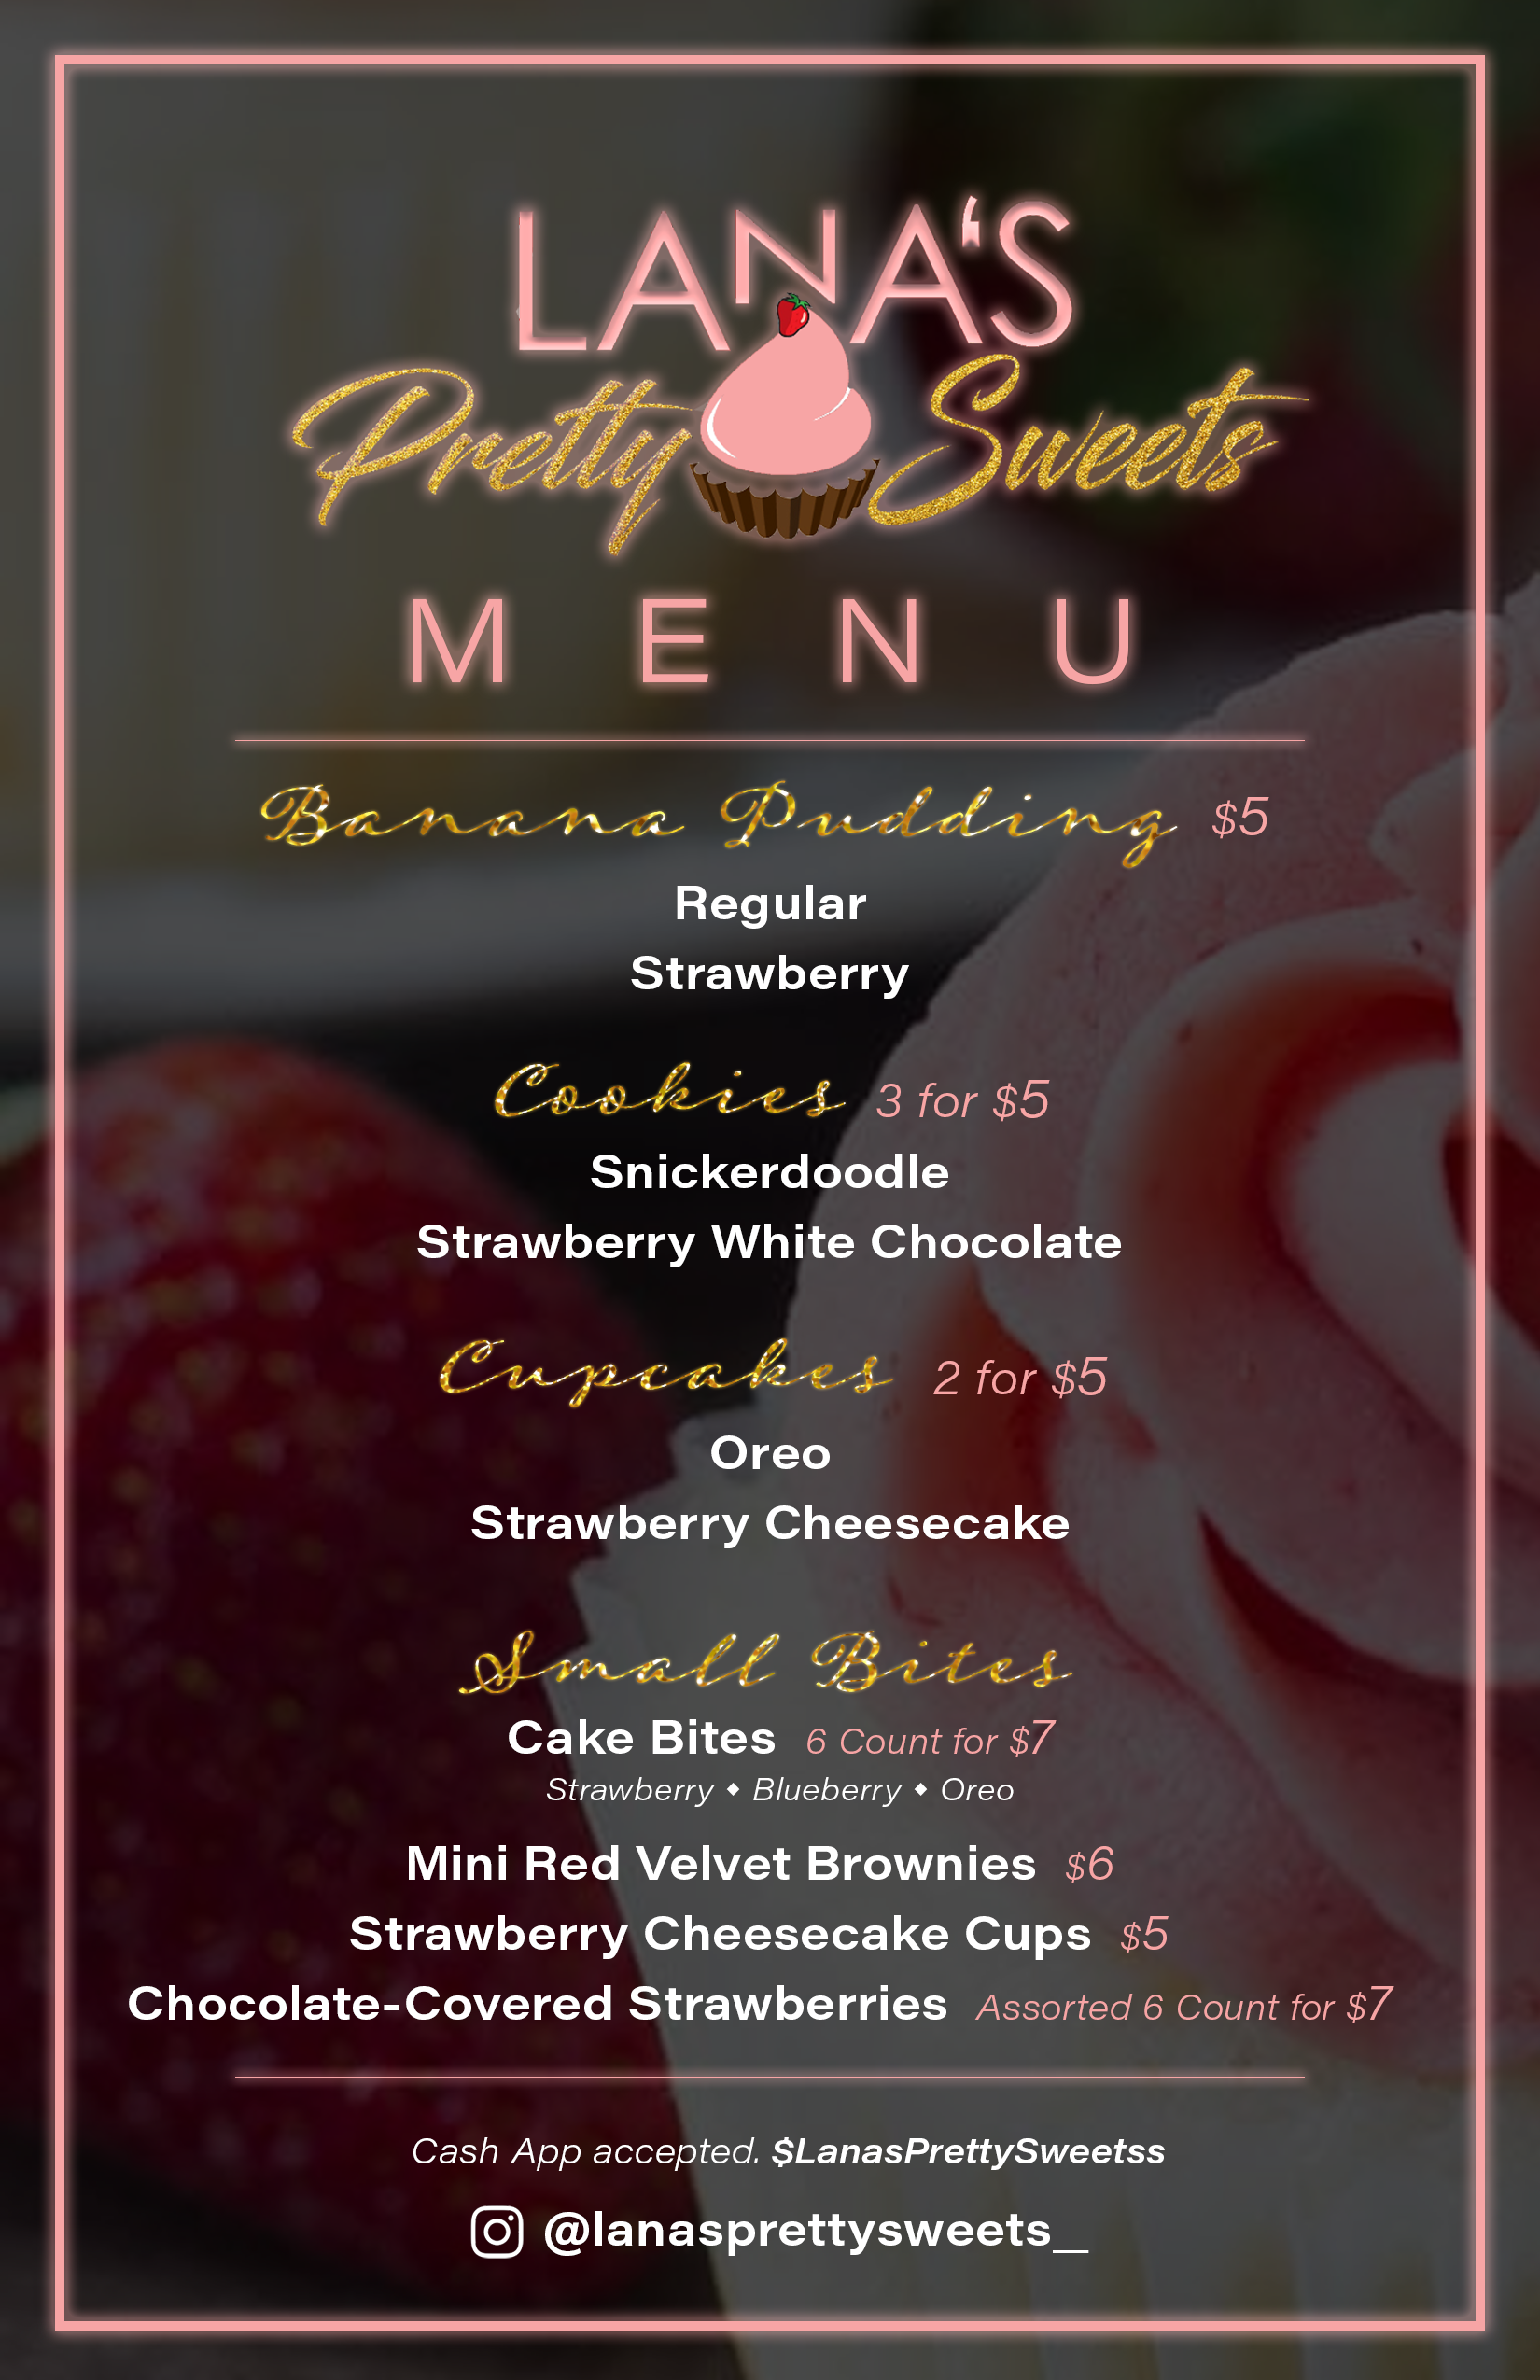 LANA'S
Pretty Sweets
MENU
Banana Pudding $5
Regular
Strawberry
Cookies 3 for $5
Snickerdoodle
Strawberry White Chocolate
Cupcakes 2 for $5
Oreo
Strawberry Cheesecake
Small Bites
Cake Bites 6 Count for $7
Strawberry ◆ Blueberry ◆ Oreo
Mini Red Velvet Brownies $6
Strawberry Cheesecake Cups $5
Chocolate-Covered Strawberries Assorted 6 Count for $7
Cash App accepted. $LanasPrettySweetss
@lanasprettysweets_